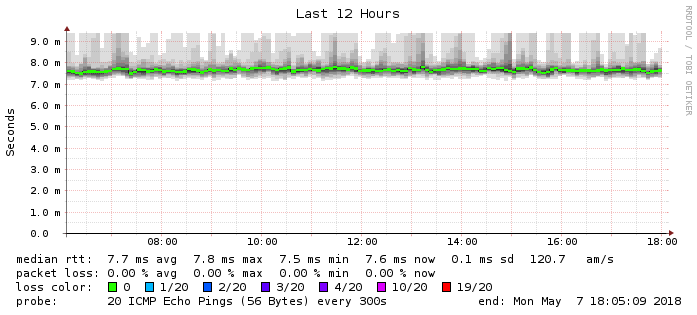 Last 12 Hours
RRDTOOL / TOBI OETIKER
Seconds
9.0 m
8.0 m
7.0 m
6.0 m
5.0 m
4.0 m
3.0 m
2.0 m
1.0 m
0.0
08:00 10:00 12:00 14:00 16:00 18:00
median rtt: 7.7 ms avg 7.8 ms max 7.5 ms min 7.6 ms now 0.1 ms sd 120.7 am/s
packet loss: 0.00 % avg 0.00 % max 0.00 % min 0.00 % now
loss color: 0 1/20 2/20 3/20 4/20 10/20 19/20
probe: 20 ICMP Echo Pings (56 Bytes) every 300s end: Mon May 7 18:05:09 2018